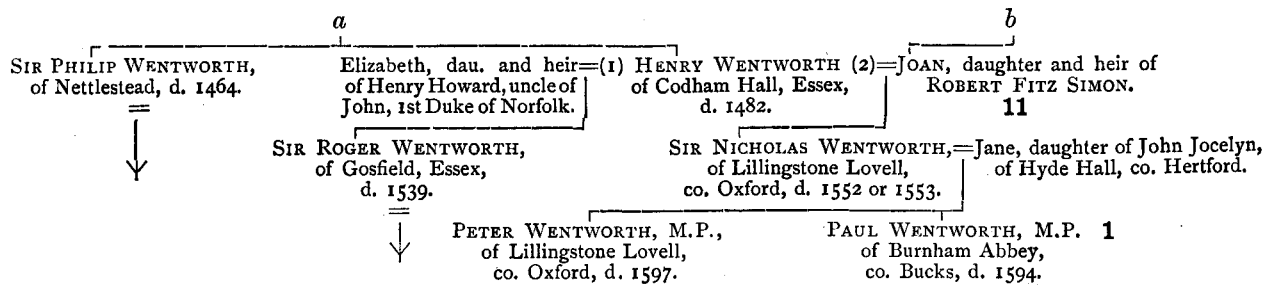 a b
SIR PHILIP WENTWORTH,
of Nettlestead, d. 1464.
Elizabeth, dau. and heir=(1) HENRY WENTWORTH (2)=JOAN, daughter and heir of
of Henry Howard, uncle of
John, 1st Duke of Norfolk.
of Codham Hall, Essex,
d. 1482.
ROBERT FITZ SIMON.
11
SIR ROGER WENTWORTH,
of Gosfield, Essex,
d. 1539.
SIR NICHOLAS WENTWORTH,=Jane, daughter of John Jocelyn,
of Lillingstone Lovell,
co. Oxford, d. 1552 or 1553.
of Hyde Hall, co. Hertford.
PETER WENTWORTH, M.P.,
of Lillingstone Lovell,
co. Oxford, d. 1597.
PAUL WENTWORTH, M.P. 1
of Burnham Abbey,
co. Bucks, d. 1594.